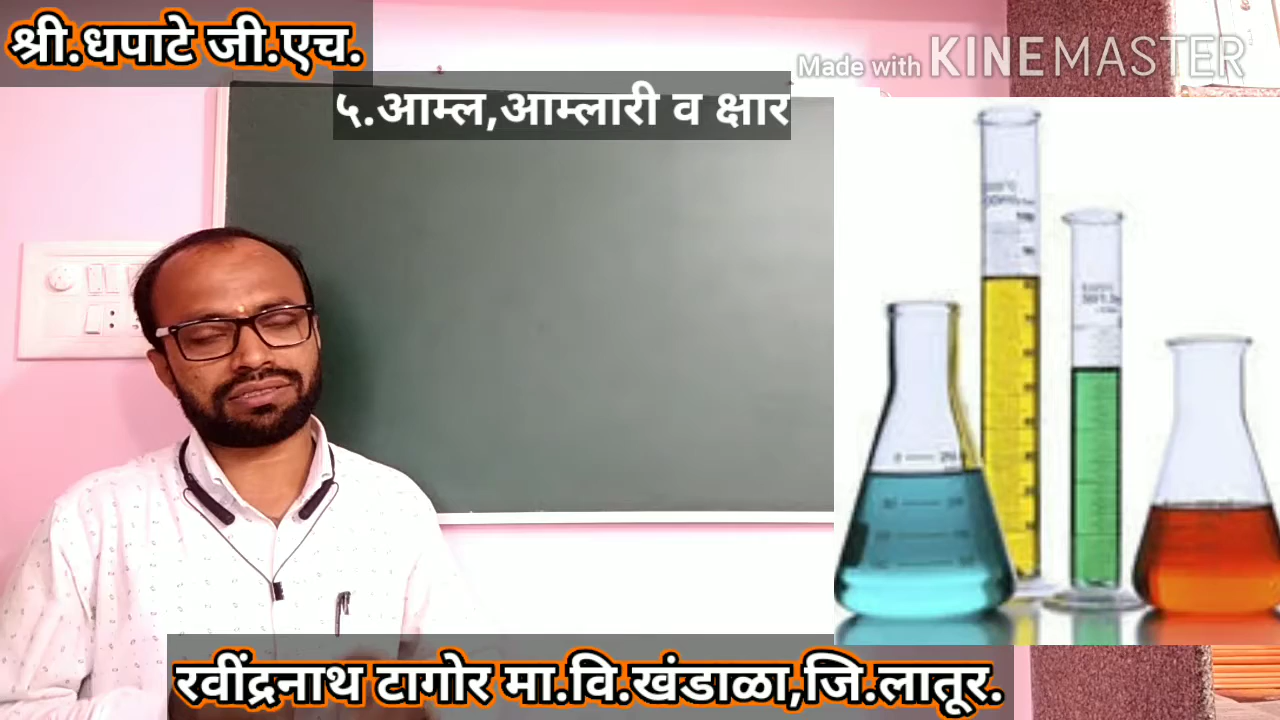 श्री.धपाटे जी.एच.
Made with KINEMASTER
५.आम्ल,आम्लारी व क्षार
रवींद्रनाथ टागोर मा.वि.खंडाळा,जि.लातूर.